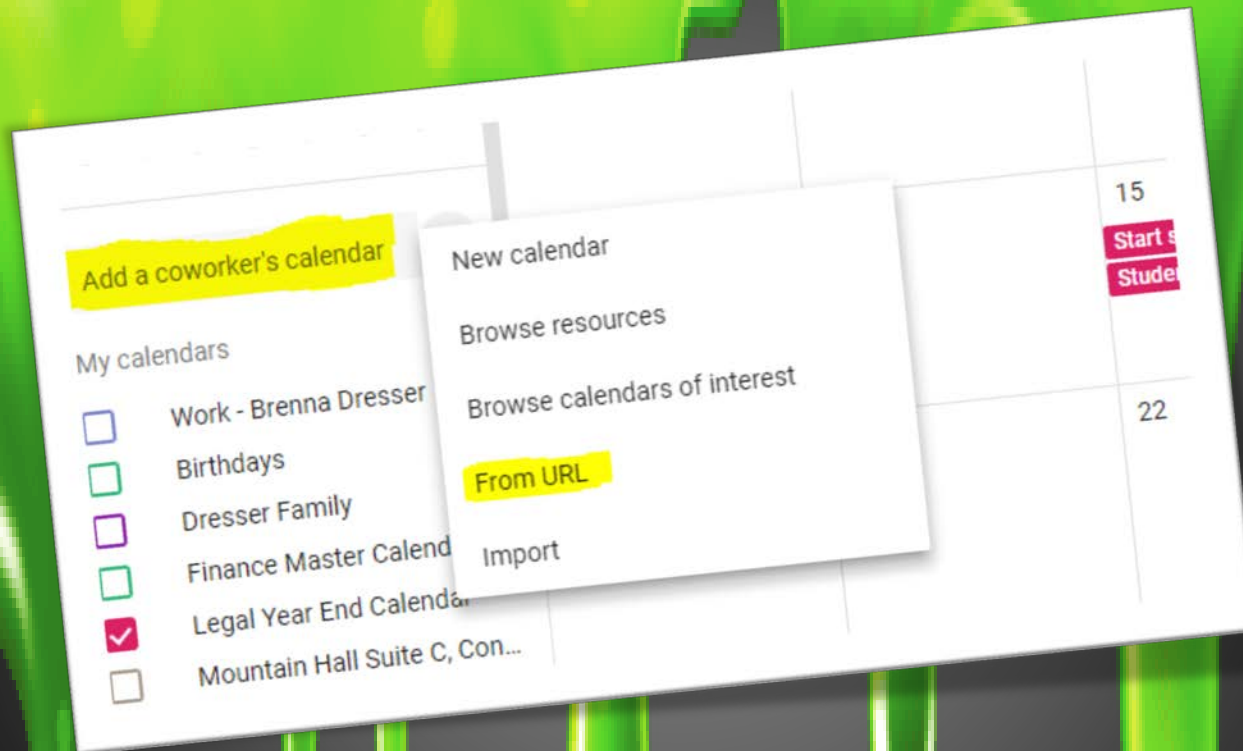 Add a coworker's calendar
My calendars
Work - Brenna Dresser
Birthdays
Dresser Family
Finance Master Calend
Legal Year End Calendar
Mountain Hall Suite C, Con...
New calendar
Browse resources
Browse calendars of interest
From URL
Import
15
Start s
Studen
22